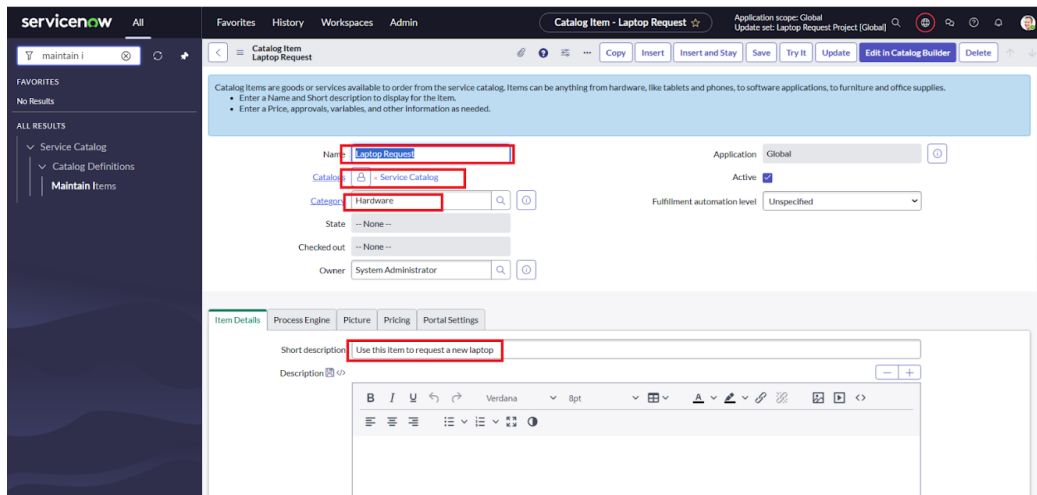 servicenow All Favorites History Workspaces Admin Catalog Item - Laptop Request Application scope: Global
Update set: Laptop Request Project [Global]
maintain i
Catalog Item
Laptop Request
Copy Insert Insert and Stay Save Try It Update Edit in Catalog Builder Delete
FAVORITES
No Results
ALL RESULTS
Service Catalog
Catalog Definitions
Maintain Items
Catalog items are goods or services available to order from the service catalog. Items can be anything from hardware, like tablets and phones, to software applications, to furniture and office supplies.
• Enter a Name and Short description to display for the item.
• Enter a Price, approvals, variables, and other information as needed.
Name Laptop Request
Application Global
Catalogs Service Catalog
Active
Category Hardware
Fulfillment automation level Unspecified
State -- None --
Checked out -- None --
Owner System Administrator
Item Details Process Engine Picture Pricing Portal Settings
Short description Use this item to request a new laptop
Description
B I U Verdana 8pt A